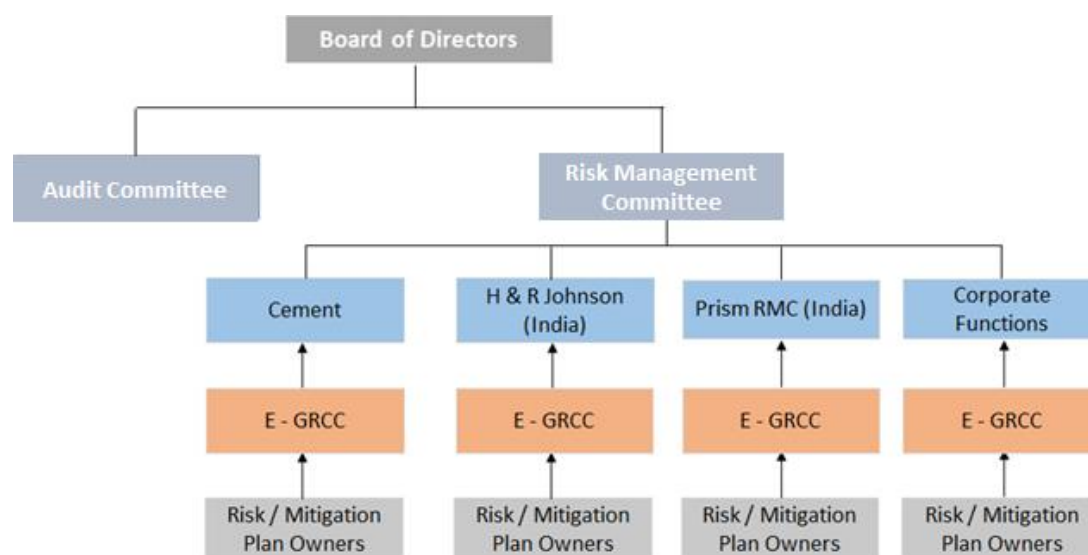 Board of Directors
Audit Committee
Risk Management
Committee
Cement
H & R Johnson
(India)
Prism RMC (India)
Corporate
Functions
E - GRCC
E - GRCC
E - GRCC
E - GRCC
Risk / Mitigation
Plan Owners
Risk / Mitigation
Plan Owners
Risk / Mitigation
Plan Owners
Risk / Mitigation
Plan Owners